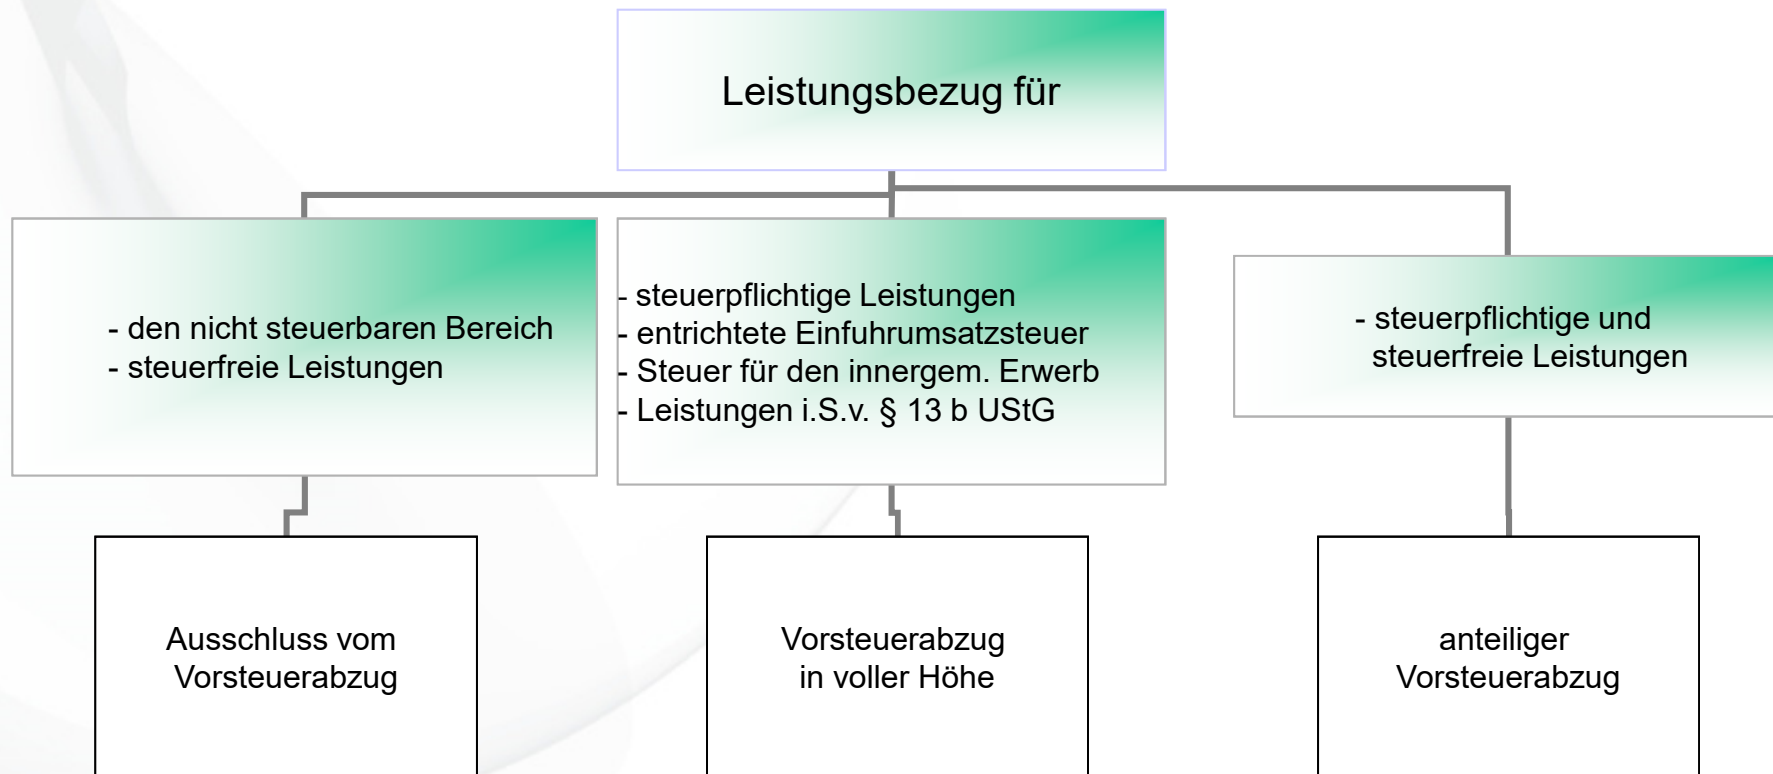 Leistungsbezug für
- den nicht steuerbaren Bereich
- steuerfreie Leistungen
- steuerpflichtige Leistungen
- entrichtete Einfuhrumsatzsteuer
- Steuer für den innergem. Erwerb
- Leistungen i.S.v. § 13 b UStG
- steuerpflichtige und
steuerfreie Leistungen
Ausschluss vom
Vorsteuerabzug
Vorsteuerabzug
in voller Höhe
anteiliger
Vorsteuerabzug